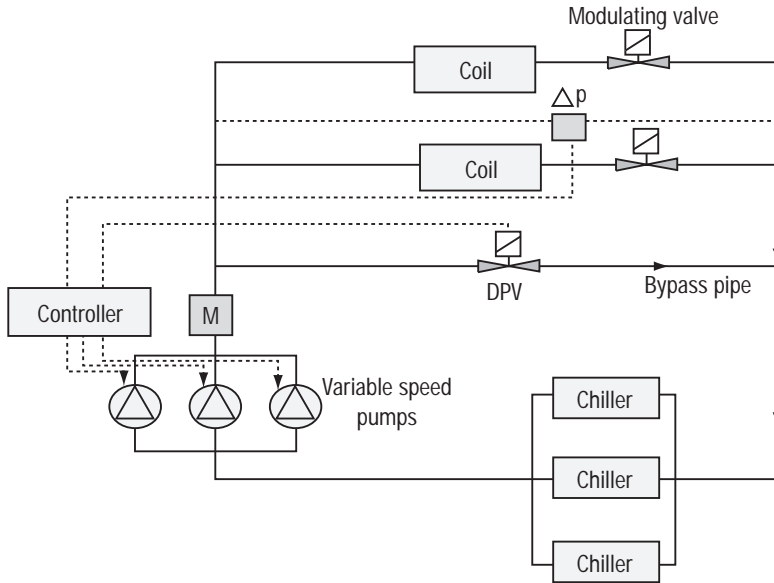 Modulating valve
Coil
△p
Coil
DPV
Bypass pipe
Controller
M
Variable speed
pumps
Chiller
Chiller
Chiller